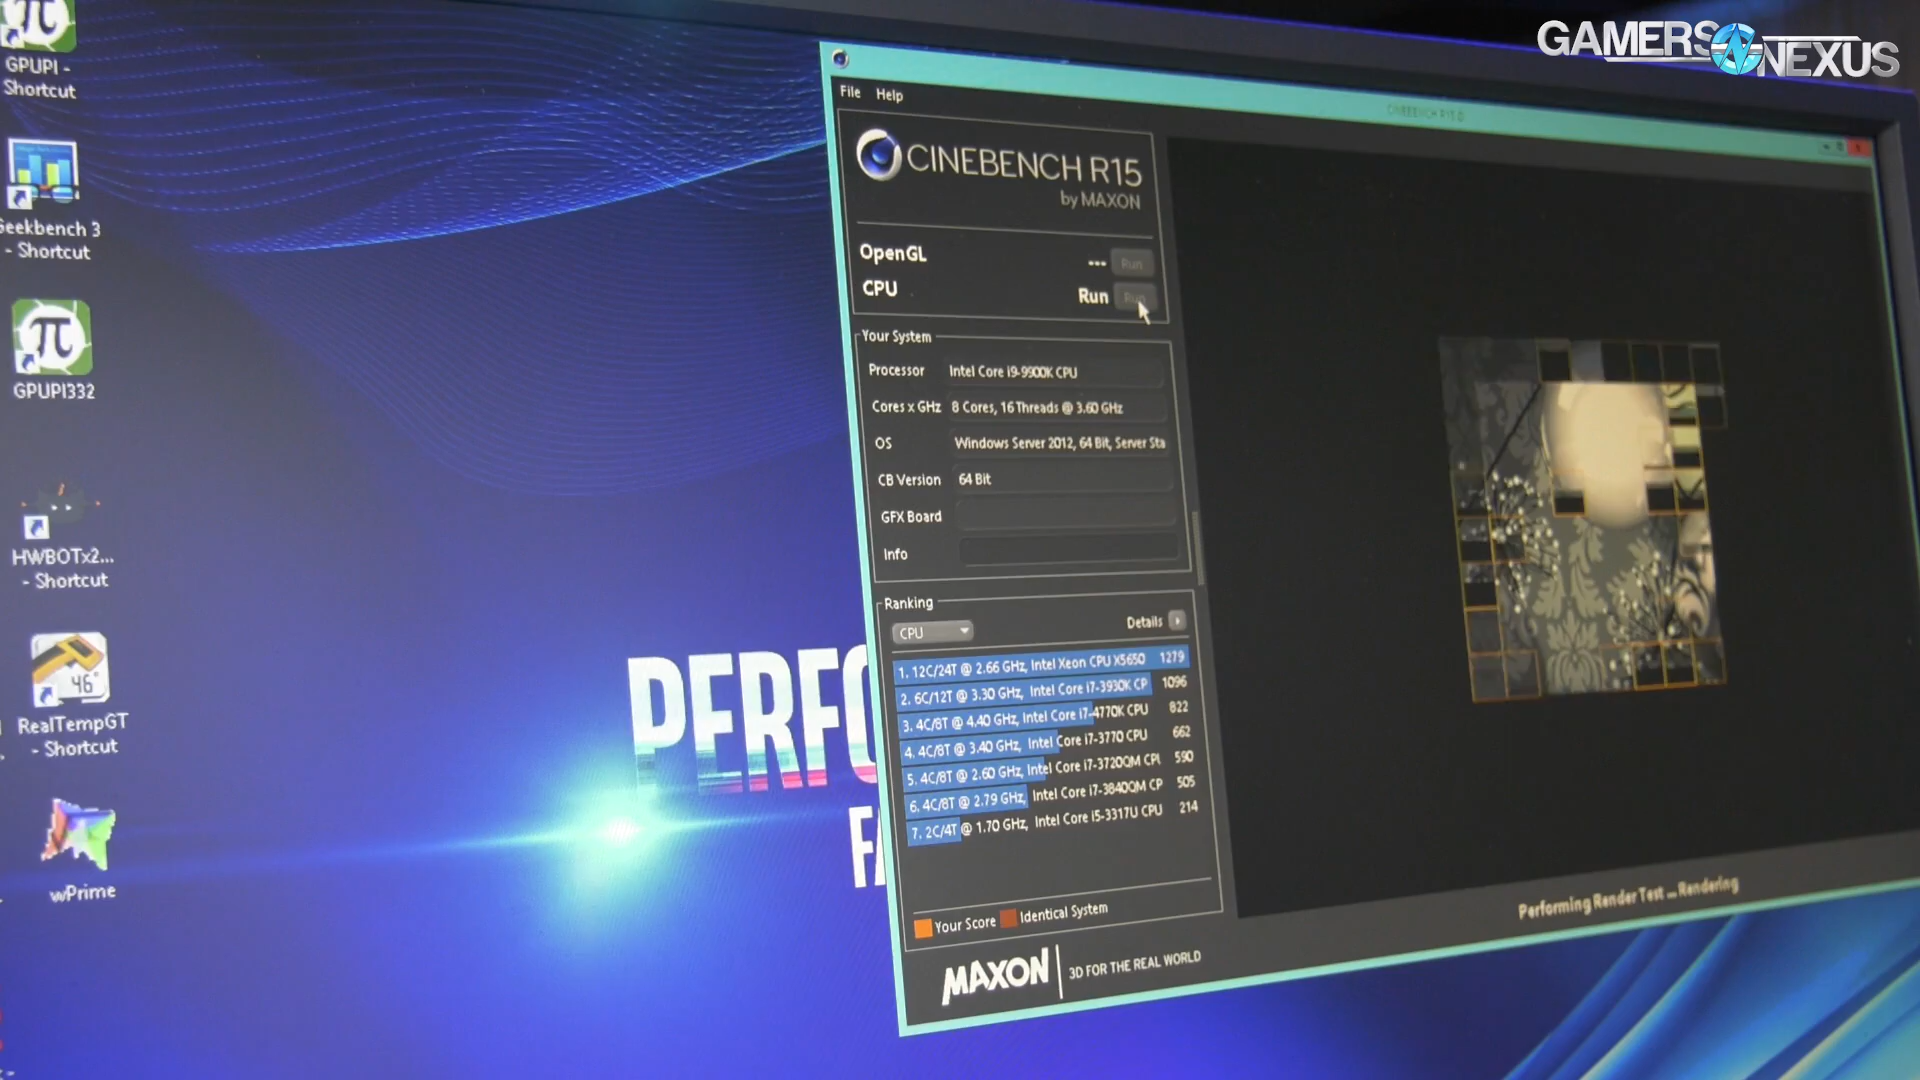 GAMERS NEXUS
GPUPI -
Shortcut
Geekbench 3
- Shortcut
GPUPI332
HWBOTx2...
- Shortcut
46°
RealTempGT
- Shortcut
wPrime
PERFO
FA
CINEBENCH R15.0
File Help
CINEBENCH R15
by MAXON
OpenGL --- Run
CPU Run Run
Your System
Processor Intel Core i9-9900K CPU
Cores x GHz 8 Cores, 16 Threads @ 3.60 GHz
OS Windows Server 2012, 64 Bit, Server Sta
CB Version 64 Bit
GFX Board
Info
Ranking
CPU Details
1. 12C/24T @ 2.66 GHz, Intel Xeon CPU X5650 1279
2. 6C/12T @ 3.30 GHz, Intel Core i7-3930K CP 1096
3. 4C/8T @ 4.40 GHz, Intel Core i7-4770K CPU 822
4. 4C/8T @ 3.40 GHz, Intel Core i7-3770 CPU 662
5. 4C/8T @ 2.60 GHz, Intel Core i7-3720QM CPU 590
6. 4C/8T @ 2.79 GHz, Intel Core i7-3840QM CP 505
7. 2C/4T @ 1.70 GHz, Intel Core i5-3317U CPU 214
Your Score Identical System
MAXON 3D FOR THE REAL WORLD
Performing Render Test ... Rendering